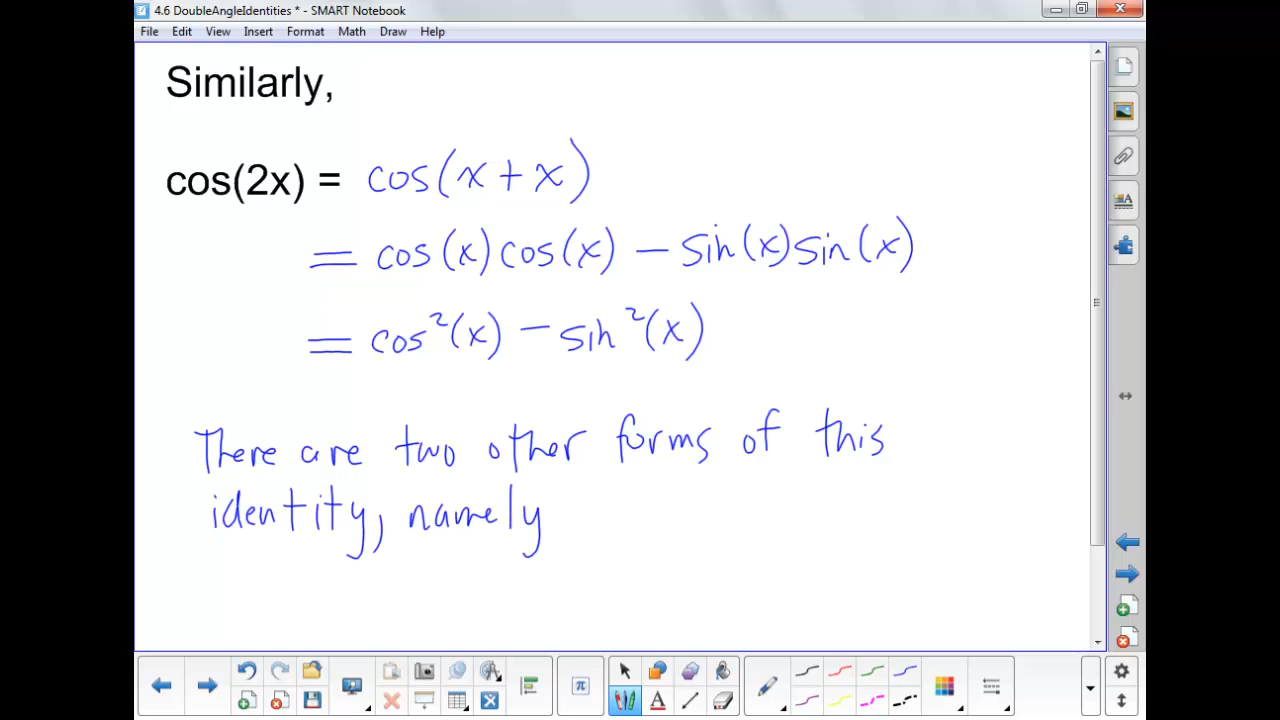 4.6 DoubleAngleIdentities * - SMART Notebook
File Edit View Insert Format Math Draw Help
Similarly,
cos(2x) = cos(x+x)
= cos(x)cos(x) − sin(x)sin(x)
= cos²(x) − sin²(x)
There are two other forms of this
identity, namely